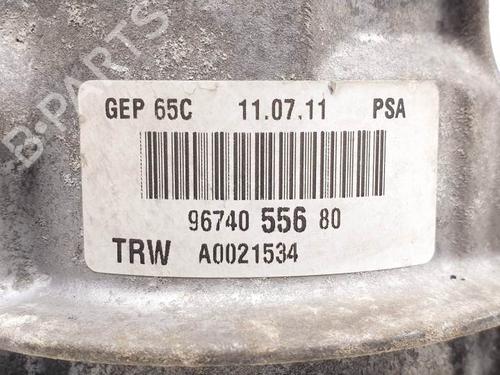 B-PARTS
GEP 65C 11.07.11 PSA
96740 556 80
TRW A0021534